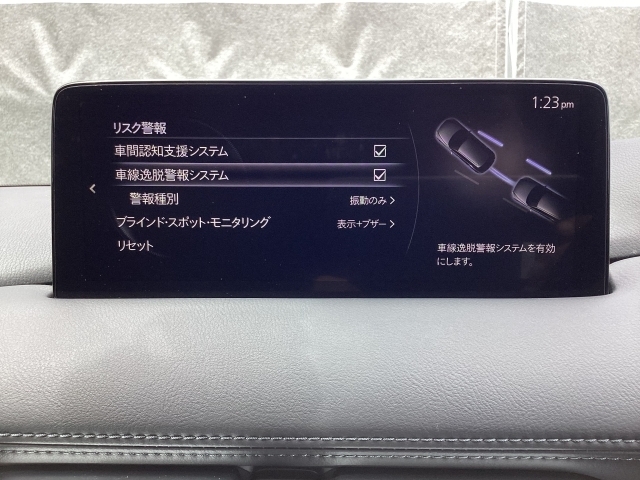 1:23pm
リスク警報
車間認知支援システム
車線逸脱警報システム
警報種別 振動のみ
ブラインド・スポット・モニタリング 表示+ブザー
リセット
車線逸脱警報システムを有効
にします。